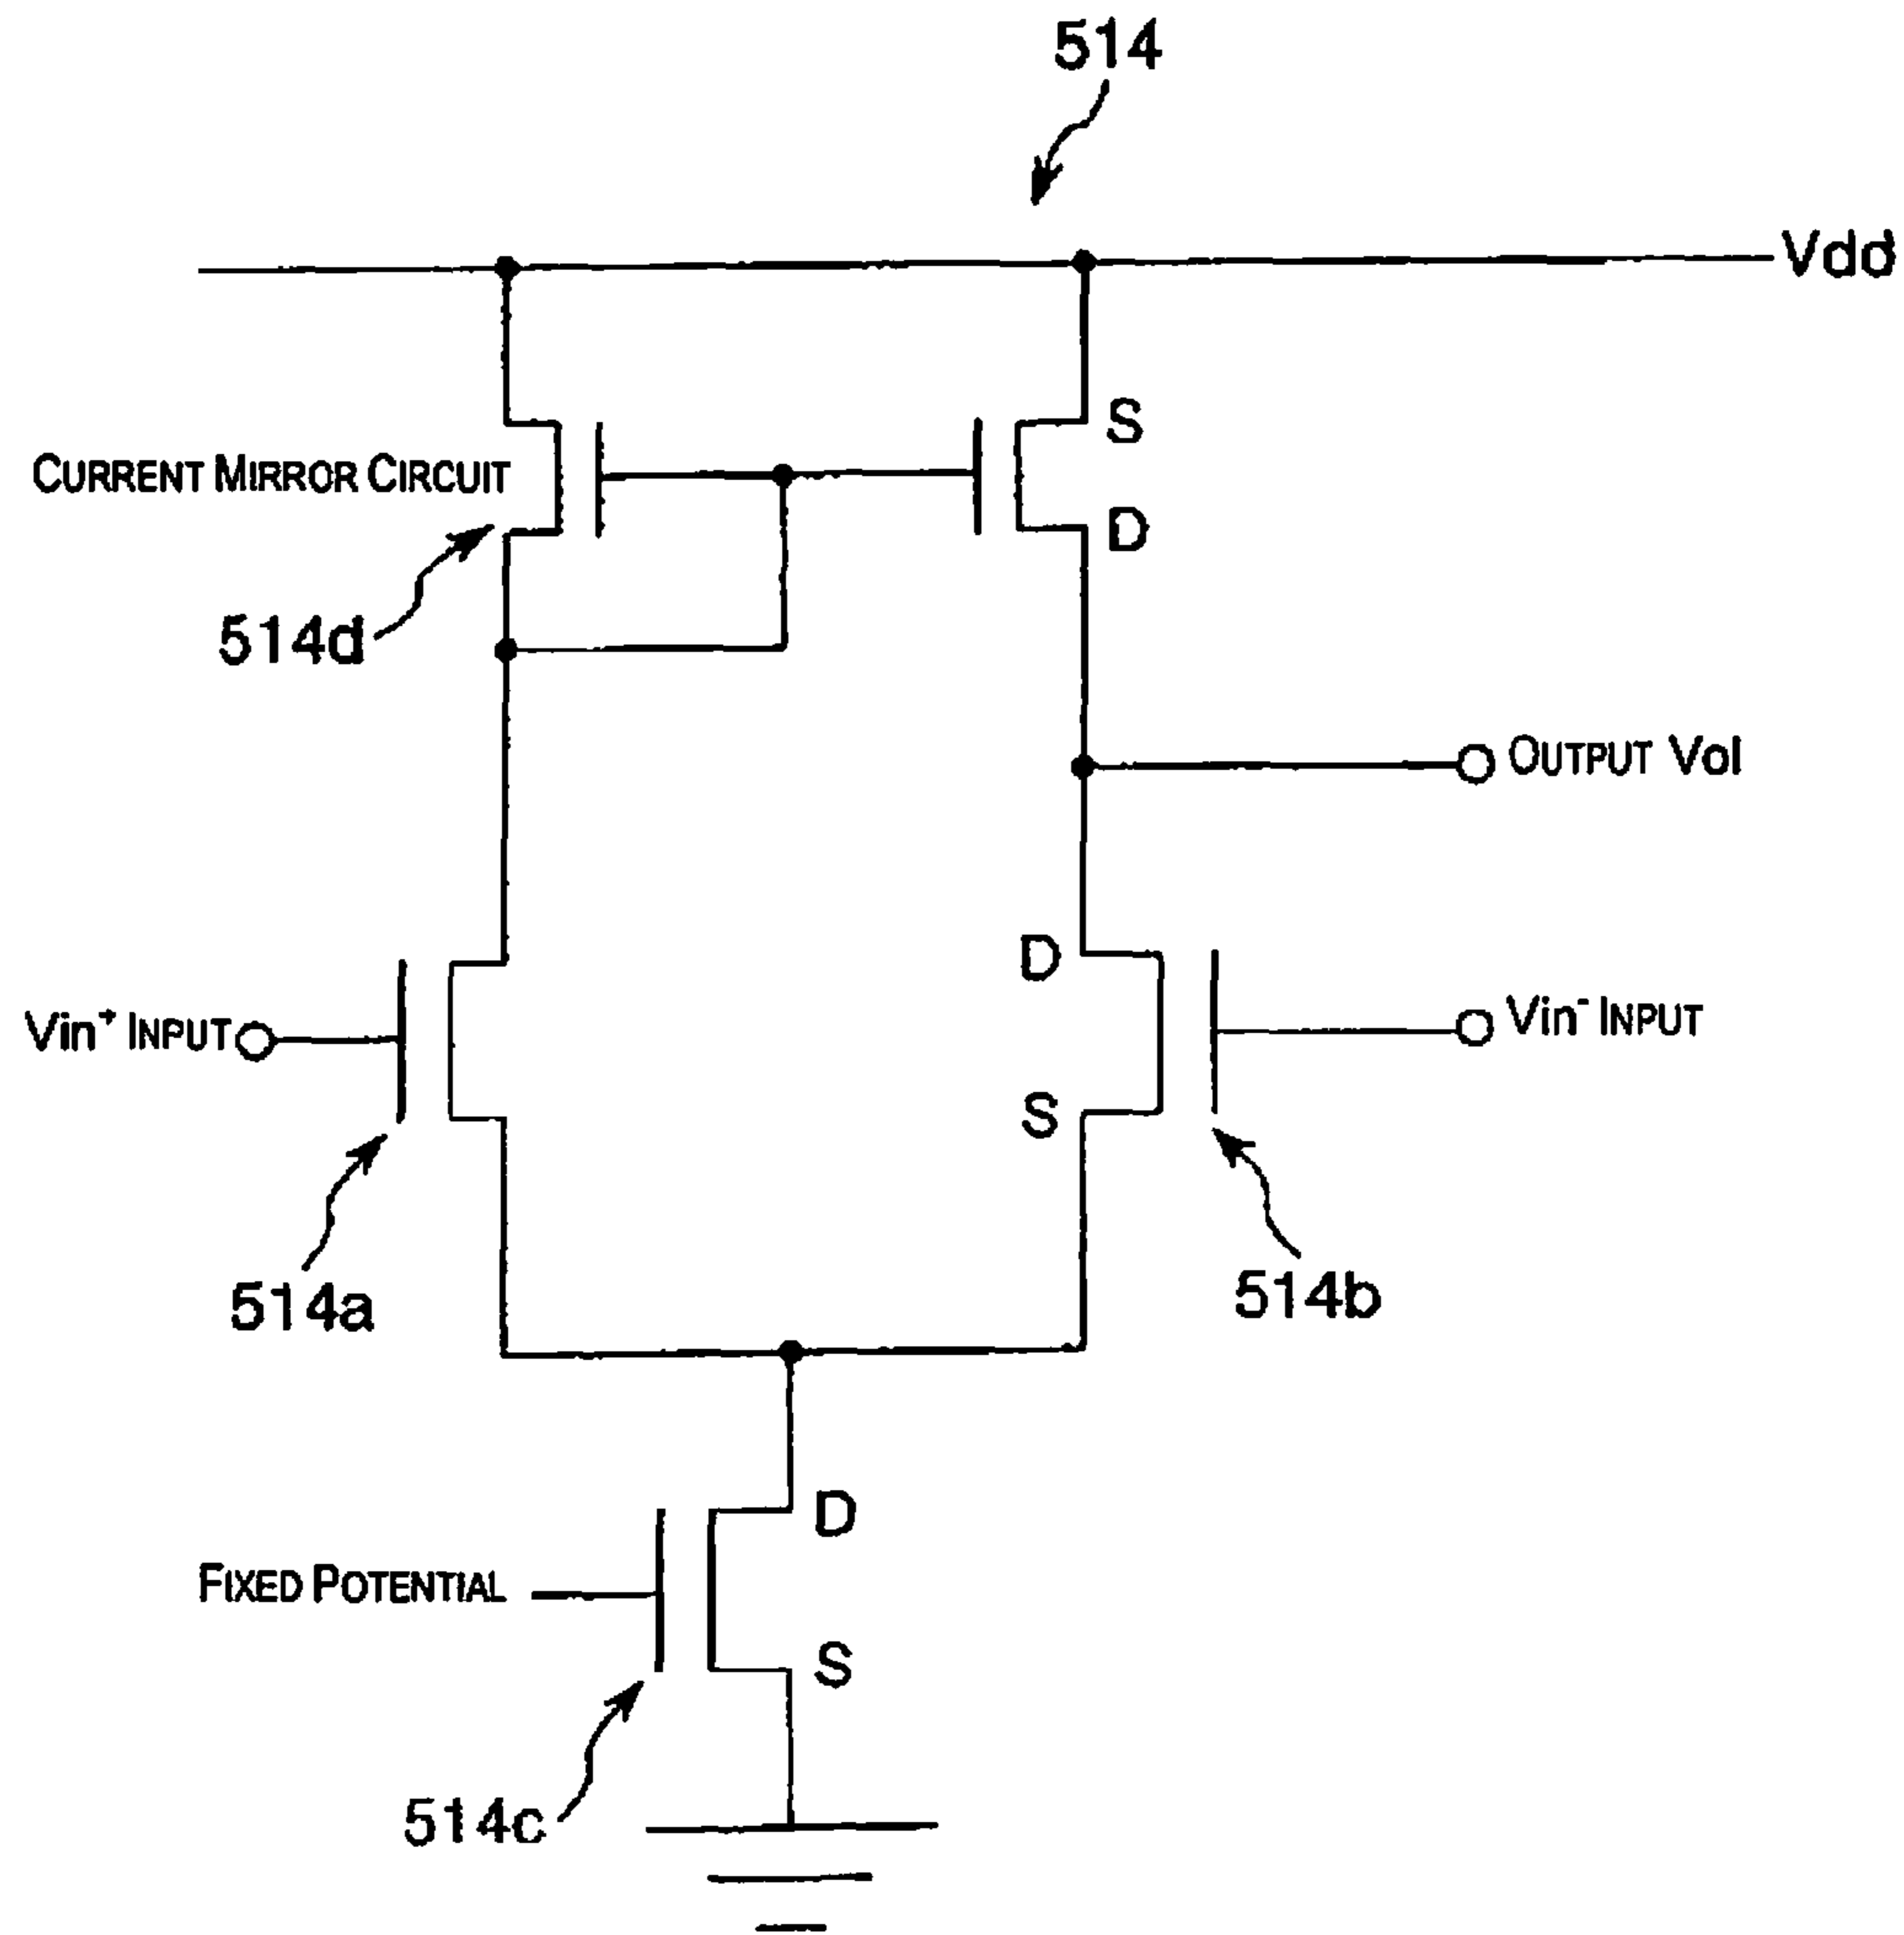 514
Vdd
S
CURRENT MIRROR CIRCUIT
D
514d
OUTPUT Vol
D
Vin+ INPUT
Vin- INPUT
S
514a
514b
D
FIXED POTENTIAL
S
514c